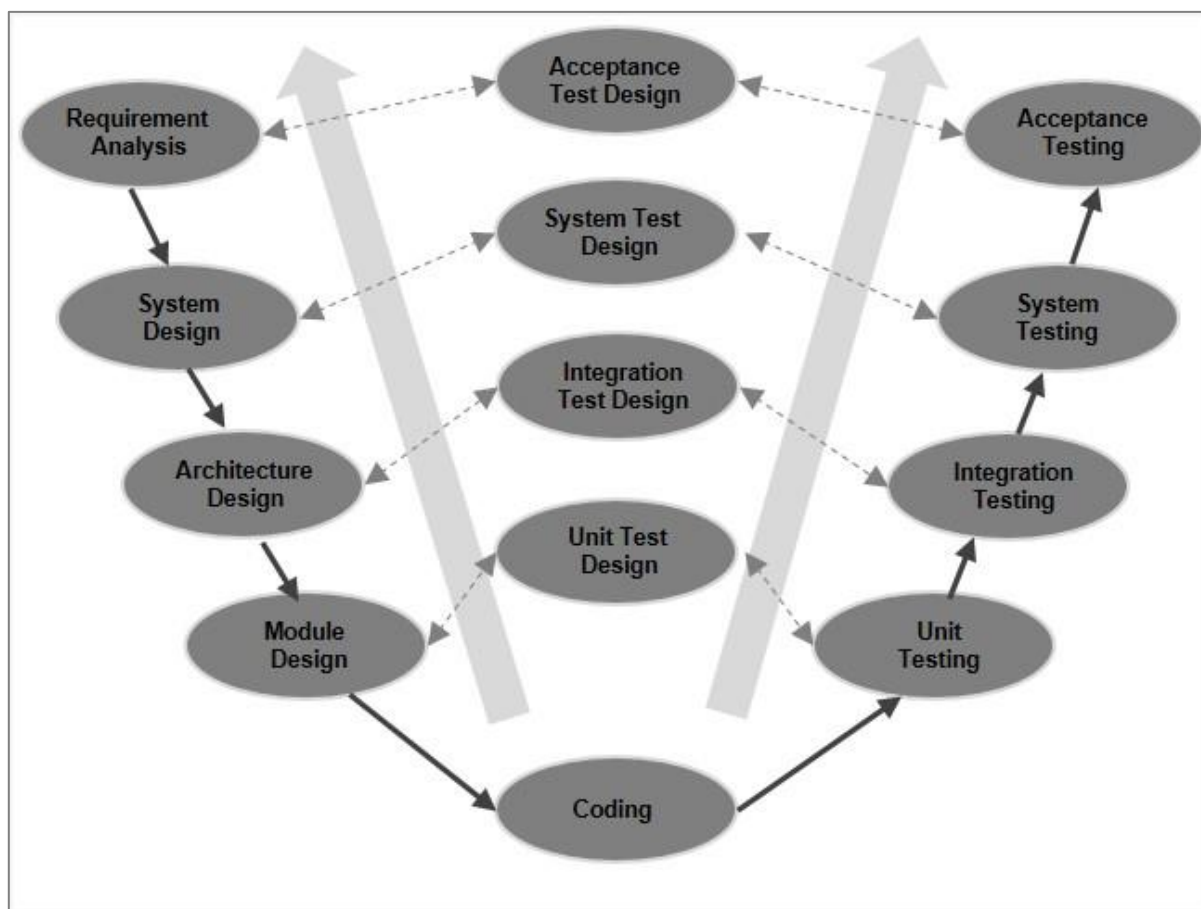 Acceptance
Test Design
Requirement
Analysis
Acceptance
Testing
System Test
Design
System
Design
System
Testing
Integration
Test Design
Architecture
Design
Integration
Testing
Unit Test
Design
Module
Design
Unit
Testing
Coding